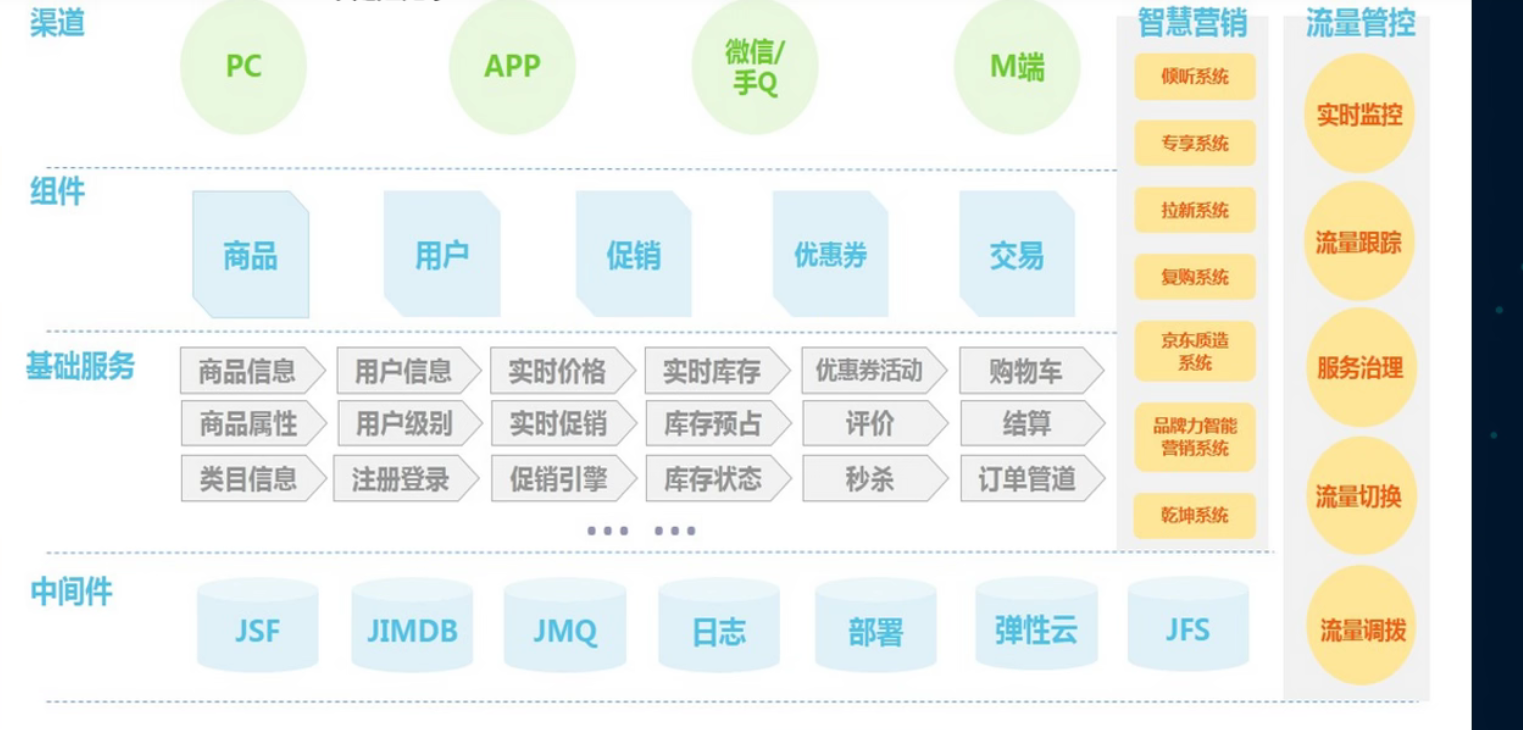 渠道
PC
APP
微信/
手Q
M端
组件
商品
用户
促销
优惠券
交易
基础服务
商品信息
用户信息
实时价格
实时库存
优惠券活动
购物车
商品属性
用户级别
实时促销
库存预占
评价
结算
类目信息
注册登录
促销引擎
库存状态
秒杀
订单管道
... ...
中间件
JSF
JIMDB
JMQ
日志
部署
弹性云
JFS
智慧营销
倾听系统
专享系统
拉新系统
复购系统
京东质造
系统
品牌力智能
营销系统
乾坤系统
流量管控
实时监控
流量跟踪
服务治理
流量切换
流量调拨